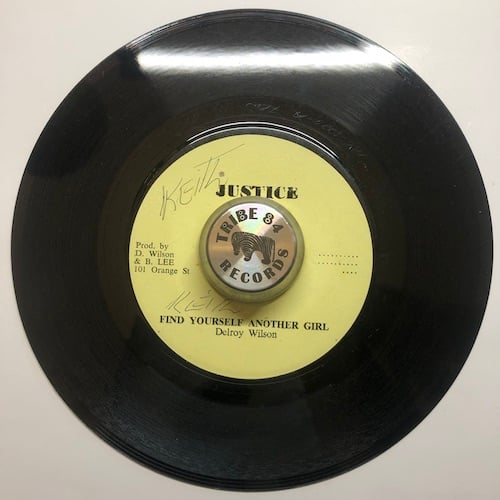 KEITH
JUSTICE
TRIBE 84
RECORDS
Prod. by
D. Wilson
& B. LEE
101 Orange St
KEITH
FIND YOURSELF ANOTHER GIRL
Delroy Wilson